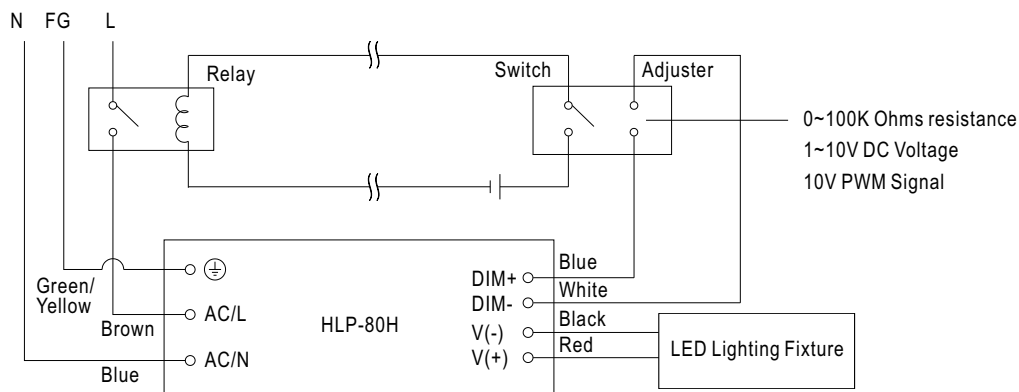 N FG L
Relay
Switch
Adjuster
0~100K Ohms resistance
1~10V DC Voltage
10V PWM Signal
Green/
Yellow
Brown
Blue
AC/L
AC/N
HLP-80H
DIM+
DIM-
V(-)
V(+)
Blue
White
Black
Red
LED Lighting Fixture